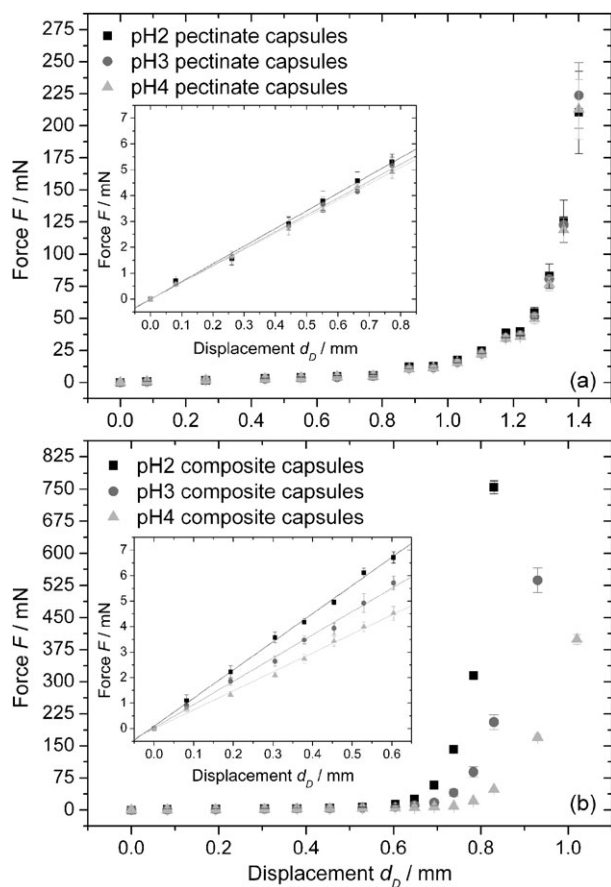 275
250
225
200
175
150
125
100
75
50
25
0
Force F / mN
pH2 pectinate capsules
pH3 pectinate capsules
pH4 pectinate capsules
7
6
5
4
3
2
1
0
Force F / mN
0.0 0.1 0.2 0.3 0.4 0.5 0.6 0.7 0.8
Displacement d_D / mm
(a)
0.0 0.2 0.4 0.6 0.8 1.0 1.2 1.4
825
750
675
600
525
450
375
300
225
150
75
0
Force F / mN
pH2 composite capsules
pH3 composite capsules
pH4 composite capsules
7
6
5
4
3
2
1
0
Force F / mN
0.0 0.1 0.2 0.3 0.4 0.5 0.6
Displacement d_D / mm
(b)
0.0 0.2 0.4 0.6 0.8 1.0
Displacement d_D / mm